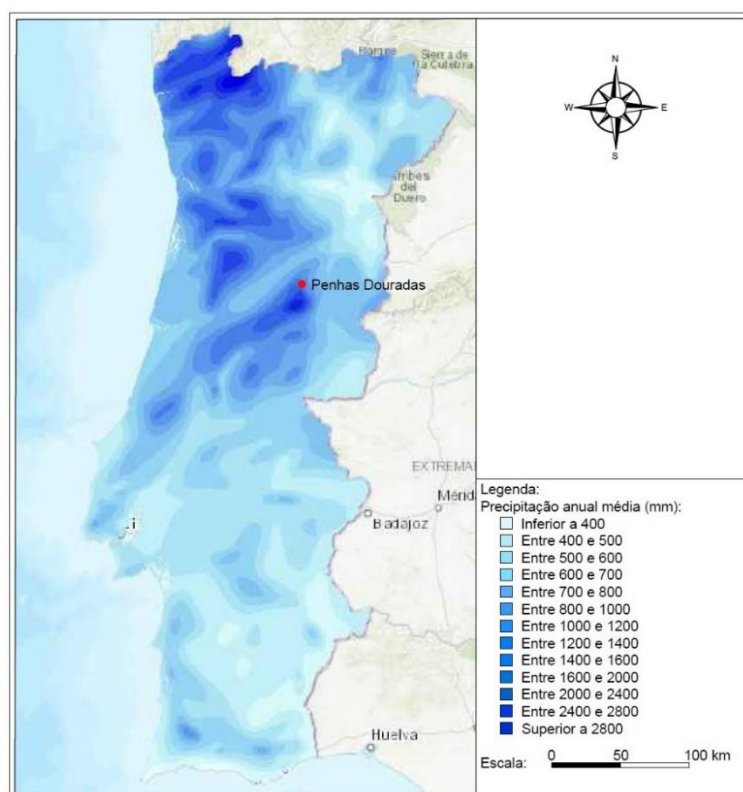 Sierra de
la Culebra
Arribes
del
Duero
Penhas Douradas
EXTREMA
Mérida
Badajoz
Huelva
N
W E
S
Legenda:
Precipitação anual média (mm):
Inferior a 400
Entre 400 e 500
Entre 500 e 600
Entre 600 e 700
Entre 700 e 800
Entre 800 e 1000
Entre 1000 e 1200
Entre 1200 e 1400
Entre 1400 e 1600
Entre 1600 e 2000
Entre 2000 e 2400
Entre 2400 e 2800
Superior a 2800
Escala:
0 50 100 km